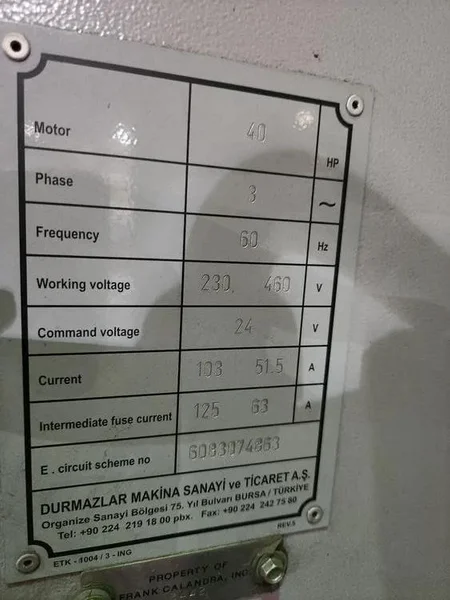 Motor 40 HP
Phase 3 ~
Frequency 60 Hz
Working voltage 230 460 V
Command voltage 24 V
Current 103 51.5 A
Intermediate fuse current 125 63 A
E. circuit scheme no
DURMAZLAR MAKİNA SANAYİ ve TİCARET A.Ş.
Organize Sanayi Bölgesi 75. Yıl Bulvarı BURSA / TÜRKİYE
Tel: +90 224 219 18 00 pbx. Fax: +90 224 242 75 80
REV.5
ETK - 1004 / 3 - ING
PROPERTY OF
FRANK CALANDRA, INC.